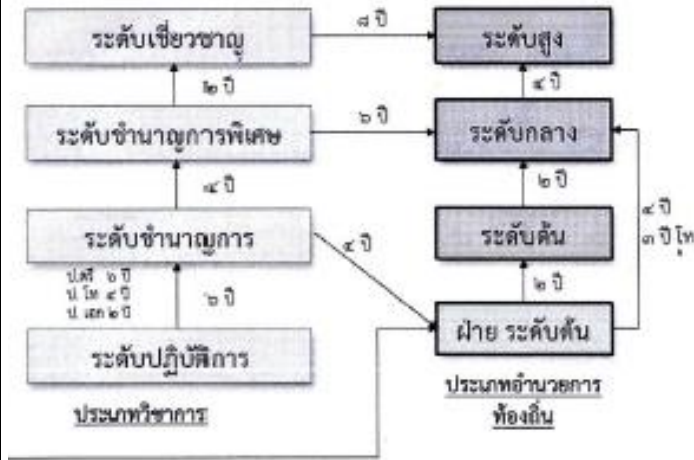 ระดับเชี่ยวชาญ
๘ ปี
ระดับสูง
๒ ปี
๔ ปี
ระดับชำนาญการพิเศษ
๖ ปี
ระดับกลาง
๔ ปี
๒ ปี
๔ ปี
๓ ปี โท
ระดับชำนาญการ
๔ ปี
ระดับต้น
ป.ตรี ๖ ปี
ป. โท ๔ ปี
ป. เอก ๒ ปี
๖ ปี
๒ ปี
ฝ่าย ระดับต้น
ระดับปฏิบัติการ
ประเภทวิชาการ
ประเภทอำนวยการ
ท้องถิ่น